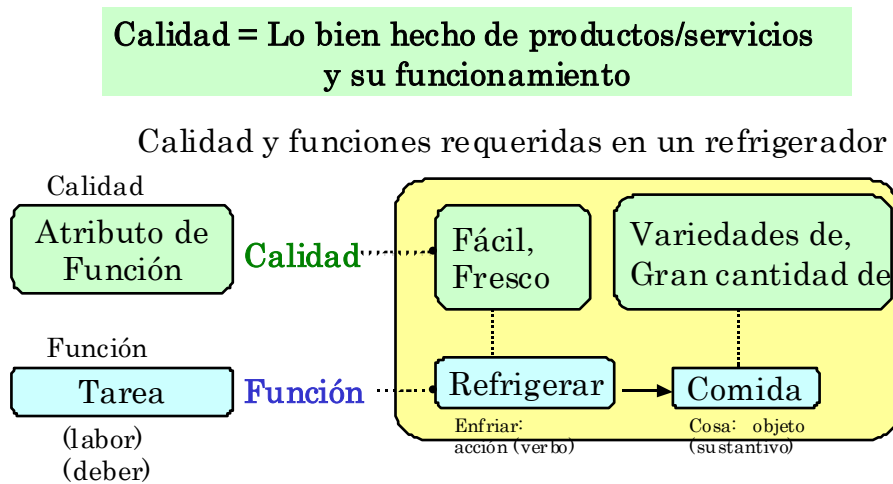 Calidad = Lo bien hecho de productos/servicios
y su funcionamiento
Calidad y funciones requeridas en un refrigerador
Calidad
Atributo de
Función
Calidad
Fácil,
Fresco
Variedades de,
Gran cantidad de
Función
Tarea
(labor)
(deber)
Función
Refrigerar
Comida
Enfriar:
acción (verbo)
Cosa: objeto
(sustantivo)